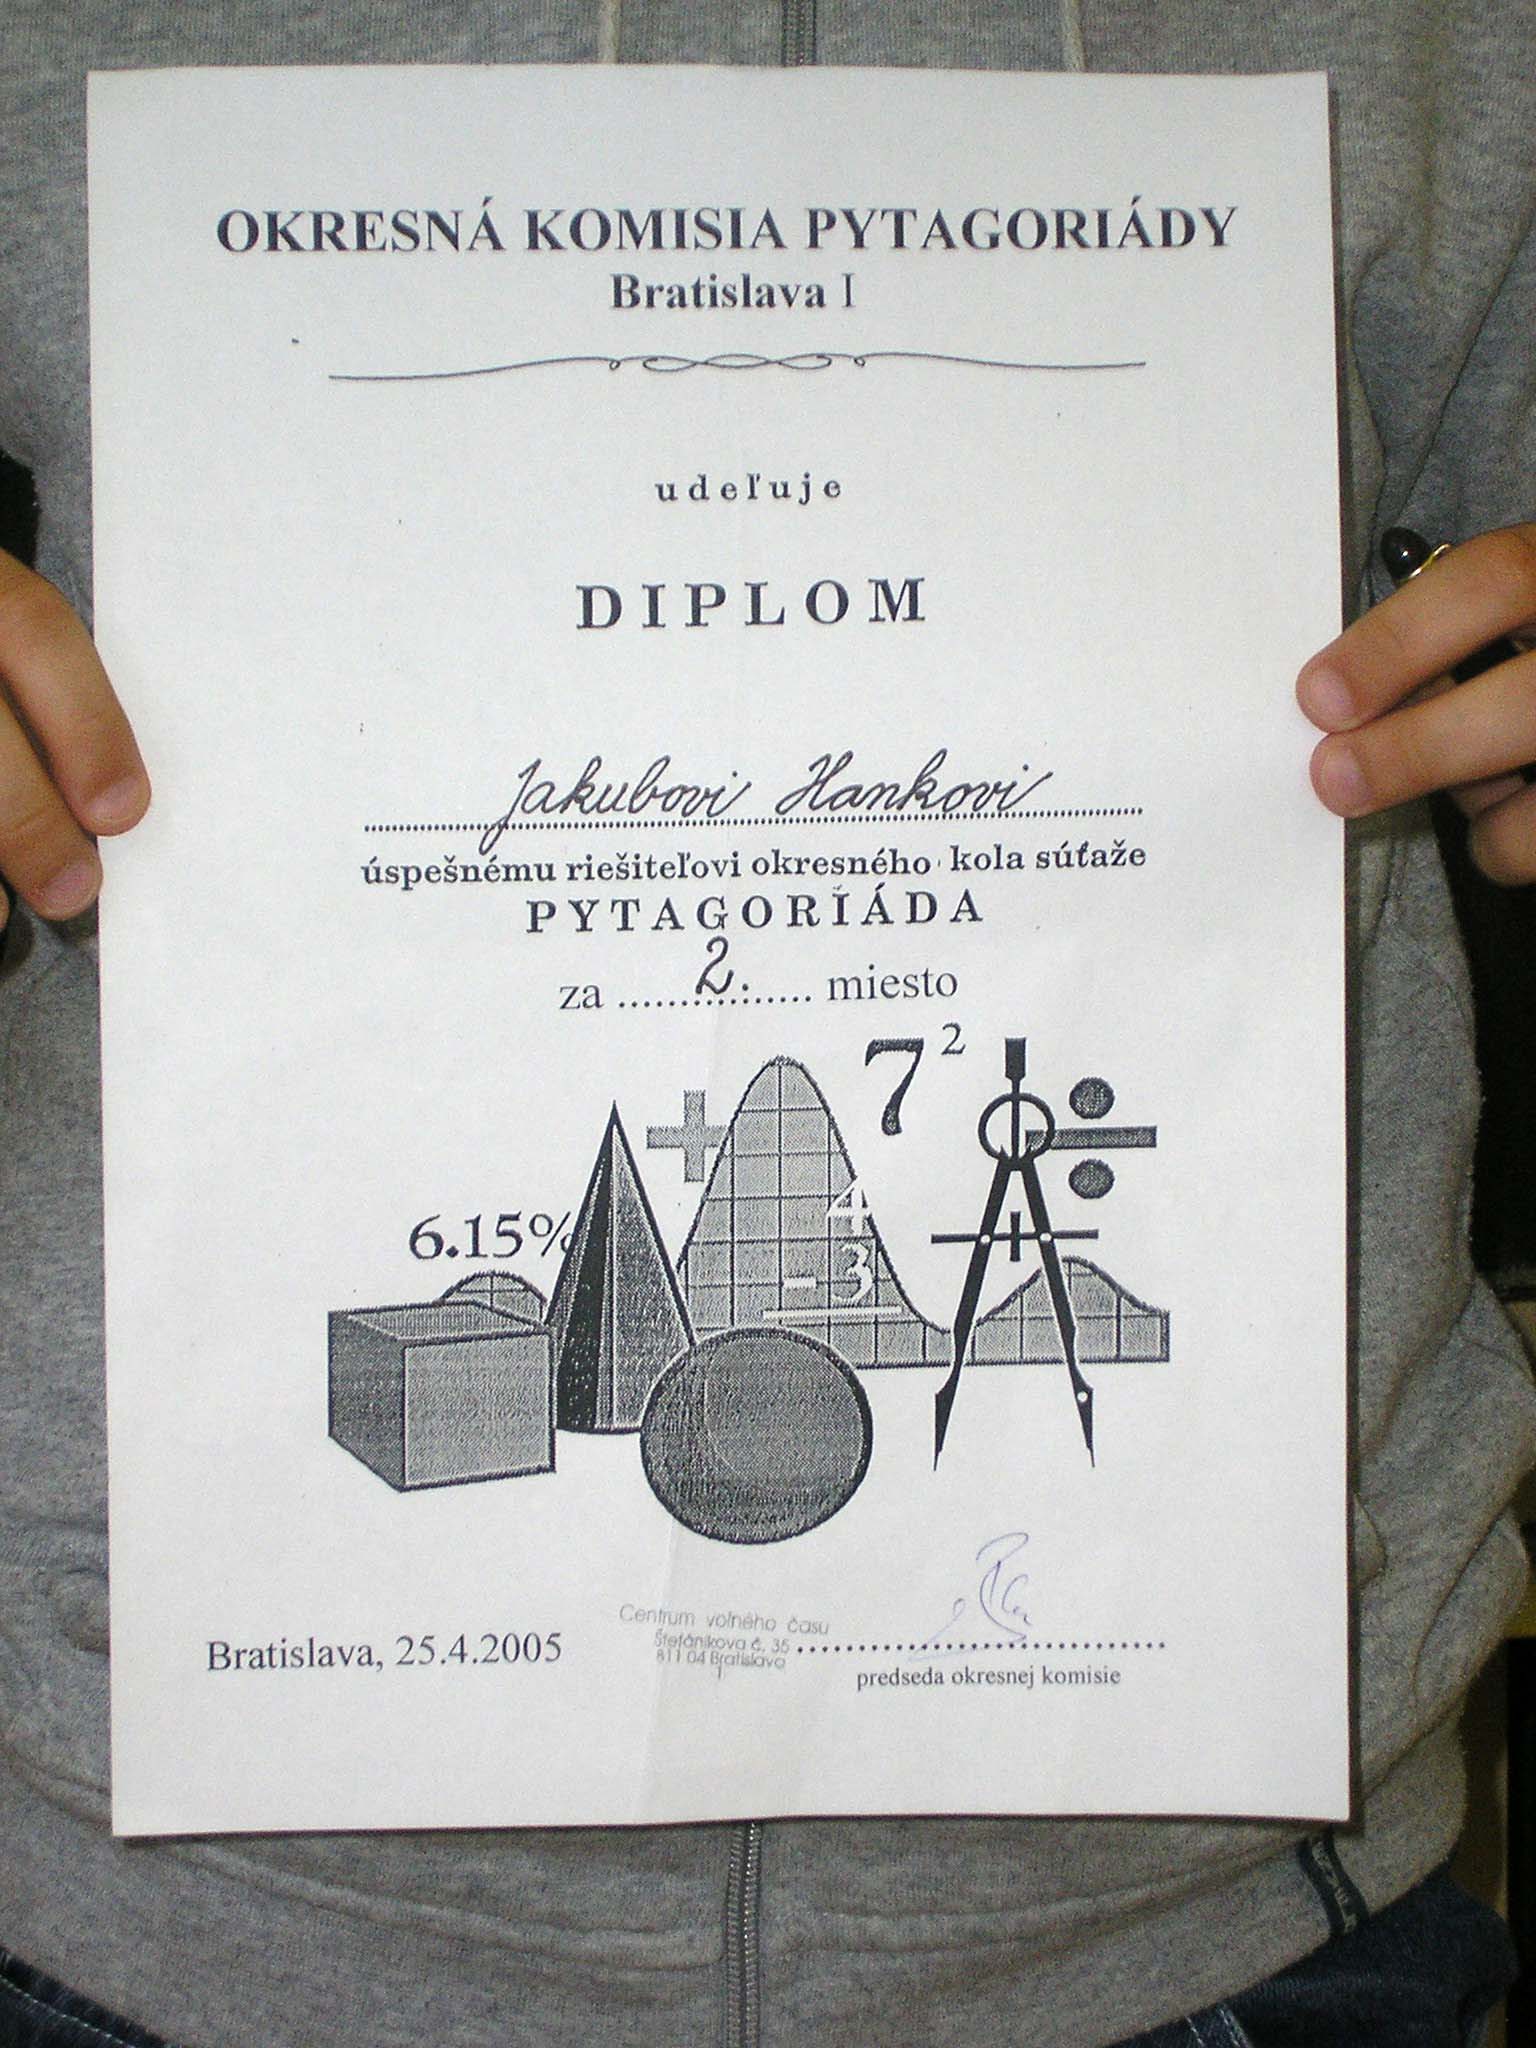 OKRESNÁ KOMISIA PYTAGORIÁDY
Bratislava I
udeľuje
DIPLOM
Jakubovi Hankovi
úspešnému riešiteľovi okresného kola súťaže
PYTAGORIÁDA
za 2. miesto
7²
+
÷
6.15%
4
- 3
Bratislava, 25.4.2005
Centrum voľného času
Štefánikova č. 35
811 04 Bratislava
1
predseda okresnej komisie